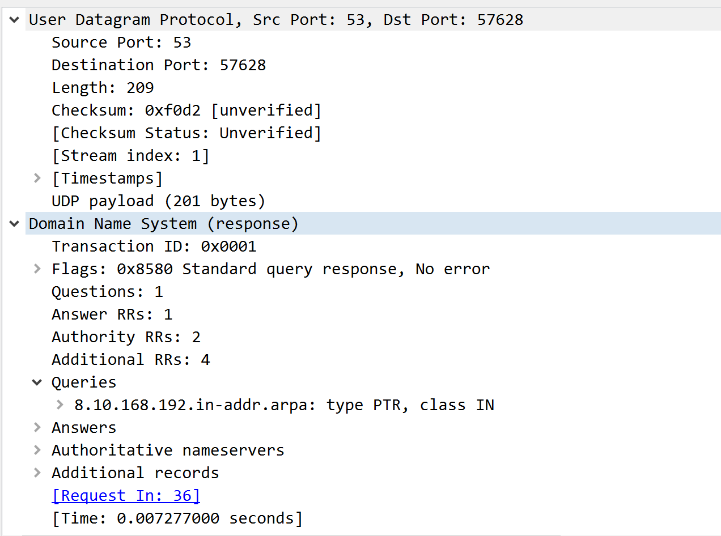 User Datagram Protocol, Src Port: 53, Dst Port: 57628
Source Port: 53
Destination Port: 57628
Length: 209
Checksum: 0xf0d2 [unverified]
[Checksum Status: Unverified]
[Stream index: 1]
[Timestamps]
UDP payload (201 bytes)
Domain Name System (response)
Transaction ID: 0x0001
Flags: 0x8580 Standard query response, No error
Questions: 1
Answer RRs: 1
Authority RRs: 2
Additional RRs: 4
Queries
8.10.168.192.in-addr.arpa: type PTR, class IN
Answers
Authoritative nameservers
Additional records
[Request In: 36]
[Time: 0.007277000 seconds]